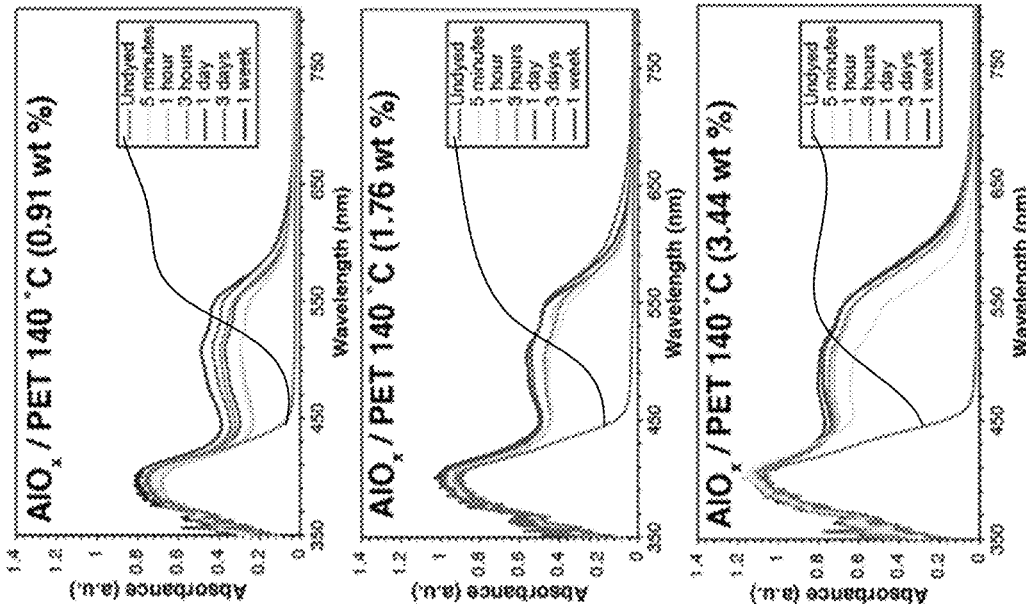 AlOₓ / PET 140 °C (0.91 wt %)
Undyed
5 minutes
1 hour
3 hours
1 day
3 days
1 week
Absorbance (a.u.)
1.4
1.2
1
0.8
0.6
0.4
0.2
0
350
450
550
650
750
Wavelength (nm)
AlOₓ / PET 140 °C (1.76 wt %)
Undyed
5 minutes
1 hour
3 hours
1 day
3 days
1 week
Absorbance (a.u.)
1.4
1.2
1
0.8
0.6
0.4
0.2
0
350
450
550
650
750
Wavelength (nm)
AlOₓ / PET 140 °C (3.44 wt %)
Undyed
5 minutes
1 hour
3 hours
1 day
3 days
1 week
Absorbance (a.u.)
1.4
1.2
1
0.8
0.6
0.4
0.2
0
350
450
550
650
750
Wavelength (nm)